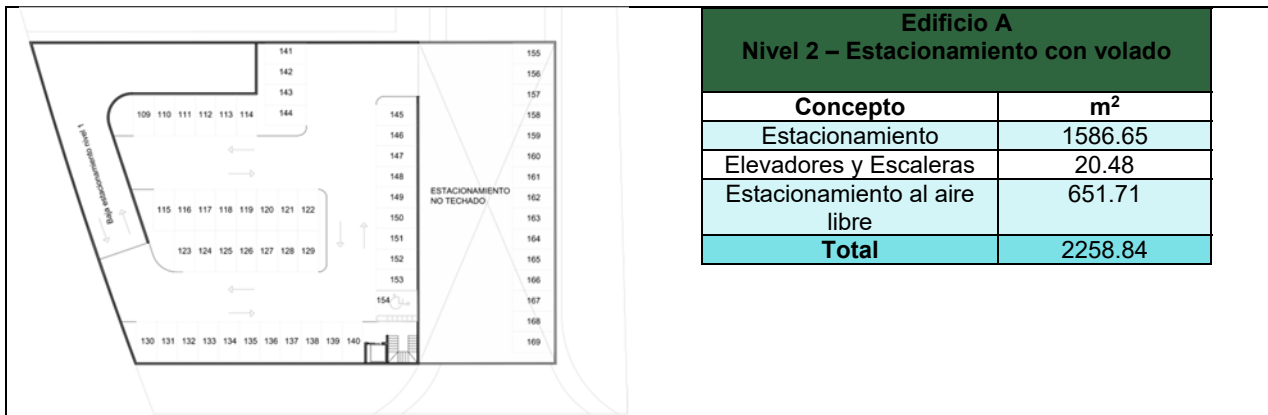 141
142
143
109 110 111 112 113 114 144
145
146
147
148
149
150
151
152
153
154
115 116 117 118 119 120 121 122
123 124 125 126 127 128 129
130 131 132 133 134 135 136 137 138 139 140
Baja estacionamiento nivel 1
ESTACIONAMIENTO
NO TECHADO
155
156
157
158
159
160
161
162
163
164
165
166
167
168
169
Edificio A
Nivel 2 – Estacionamiento con volado
Concepto m²
Estacionamiento 1586.65
Elevadores y Escaleras 20.48
Estacionamiento al aire 651.71
libre
Total 2258.84